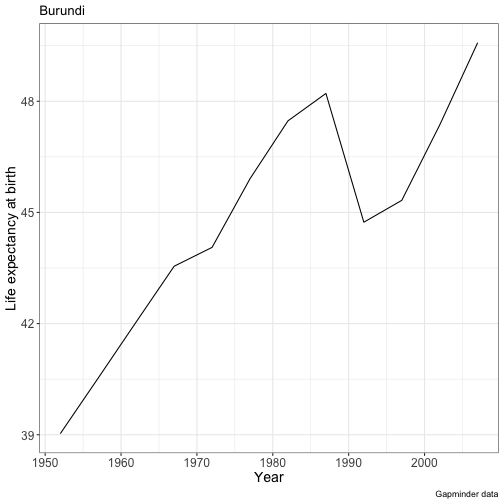 Burundi
Life expectancy at birth
48
45
42
39
1950 1960 1970 1980 1990 2000
Year
Gapminder data